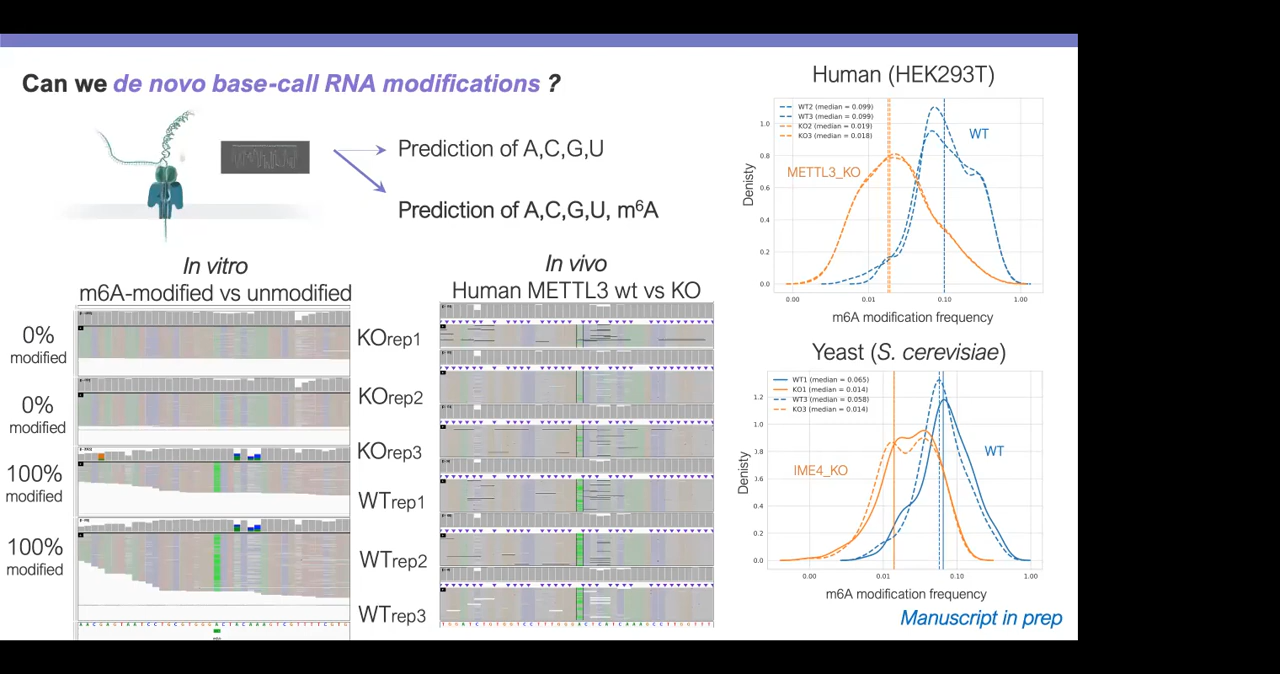 Can we de novo base-call RNA modifications ?
Prediction of A,C,G,U
Prediction of A,C,G,U, m⁶A
In vitro
m6A-modified vs unmodified
0%
modified
0%
modified
100%
modified
100%
modified
In vivo
Human METTL3 wt vs KO
KOrep1
KOrep2
KOrep3
WTrep1
WTrep2
WTrep3
Human (HEK293T)
WT2 (median = 0.099)
WT3 (median = 0.099)
KO2 (median = 0.019)
KO3 (median = 0.018)
WT
METTL3_KO
Denisty
1.0
0.8
0.6
0.4
0.2
0.0
0.00 0.01 0.10 1.00
m6A modification frequency
Yeast (S. cerevisiae)
WT1 (median = 0.065)
KO1 (median = 0.014)
WT3 (median = 0.058)
KO3 (median = 0.014)
WT
IME4_KO
Denisty
1.2
1.0
0.8
0.6
0.4
0.2
0.0
0.00 0.01 0.10 1.00
m6A modification frequency
Manuscript in prep